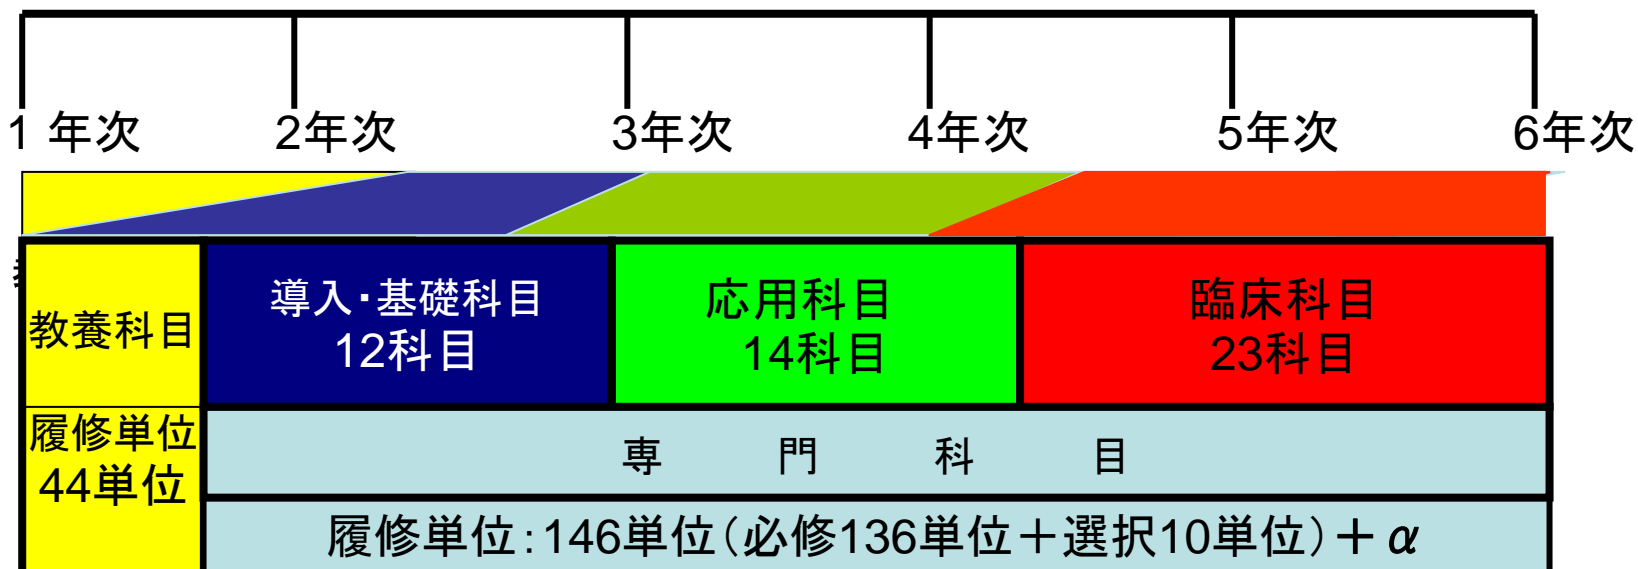 1 年次 2年次 3年次 4年次 5年次 6年次
教養科目
導入・基礎科目
12科目
応用科目
14科目
臨床科目
23科目
履修単位
44単位
専 門 科 目
履修単位:146単位(必修136単位+選択10単位)+α